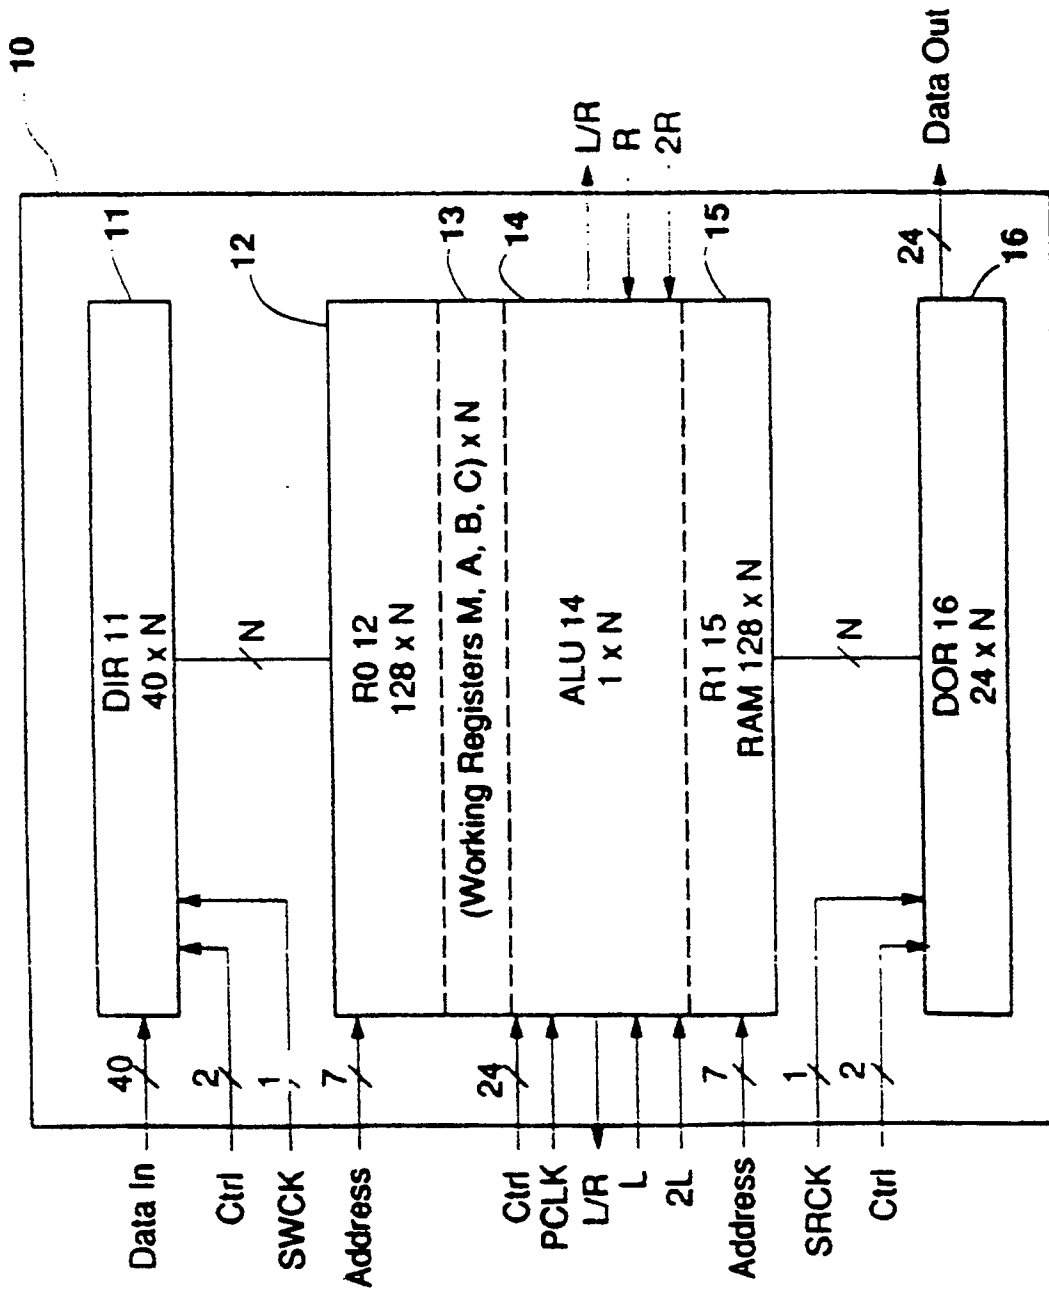 10
DIR 11
40 x N
11
Data In
40
Ctrl
2
SWCK
1
N
12
R0 12
128 x N
Address
7
(Working Registers M, A, B, C) x N
13
ALU 14
1 x N
14
Ctrl
24
PCLK
L/R
L
2L
L/R
R
2R
R1 15
RAM 128 x N
15
Address
7
N
SRCK
1
Ctrl
2
DOR 16
24 x N
16
24
Data Out